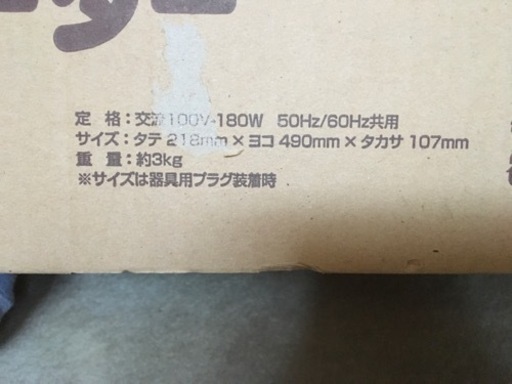 定　格：交流100V-180W　50Hz/60Hz共用
サイズ：タテ 218mm×ヨコ 490mm×タカサ 107mm
重　量：約3kg
※サイズは器具用プラグ装着時